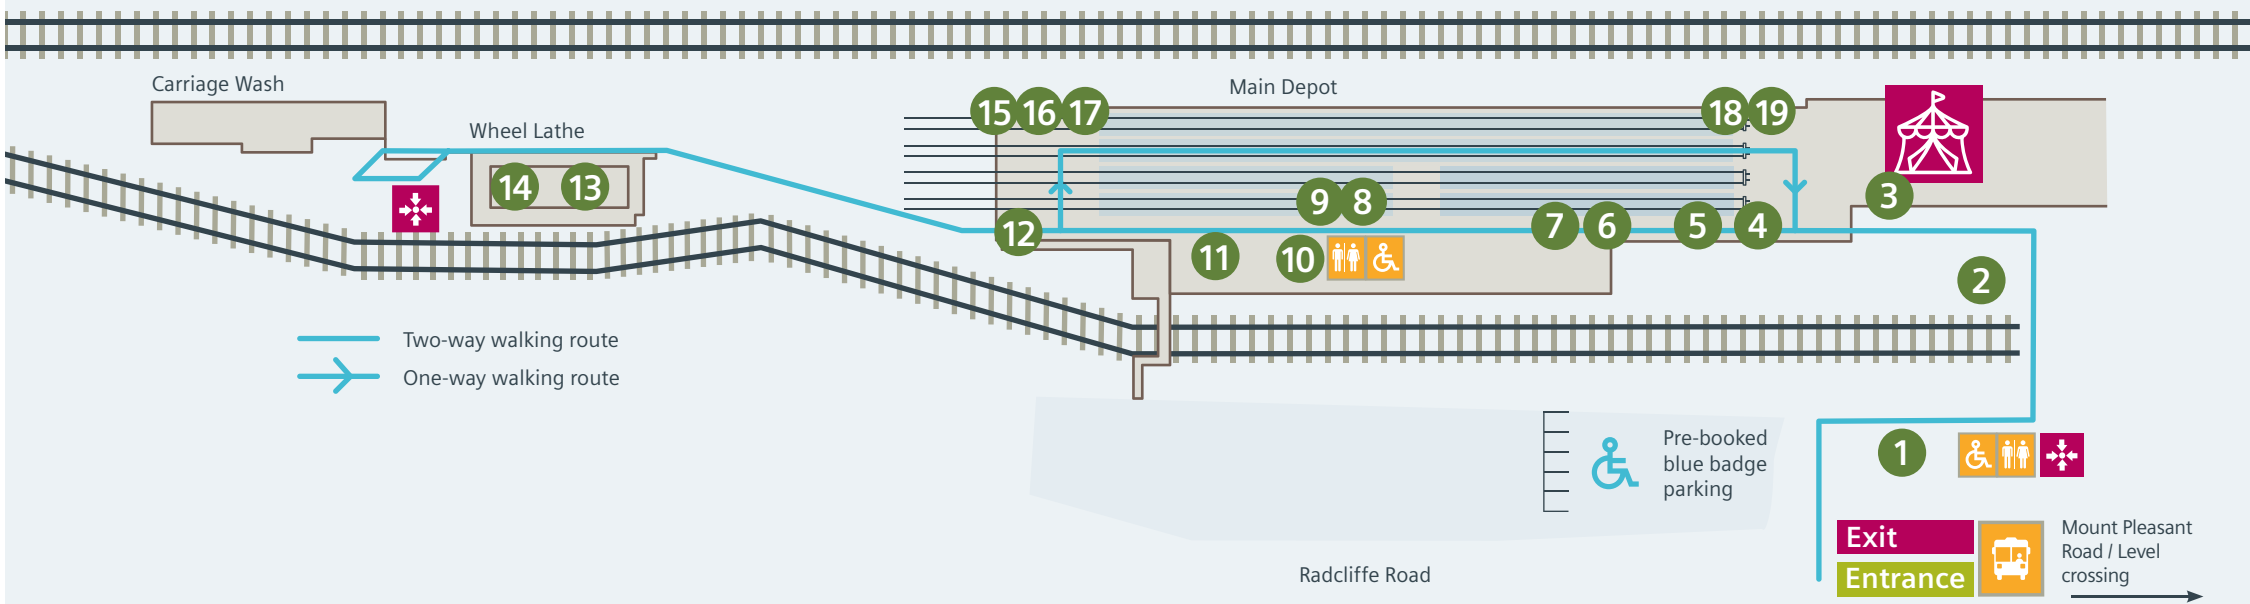 Carriage Wash
Main Depot
Wheel Lathe
15 16 17
18 19
14 13
3
9 8
12
7 6 5 4
11 10
2
Two-way walking route
One-way walking route
Pre-booked
blue badge
parking
1
Exit
Entrance
Mount Pleasant
Road / Level
crossing
Radcliffe Road